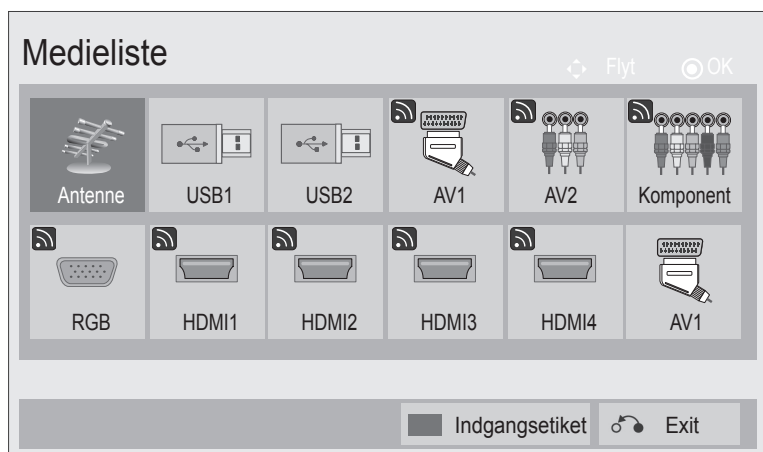 Medieliste
Flyt OK
Antenne USB1 USB2 AV1 AV2 Komponent
RGB HDMI1 HDMI2 HDMI3 HDMI4 AV1
Indgangsetiket Exit